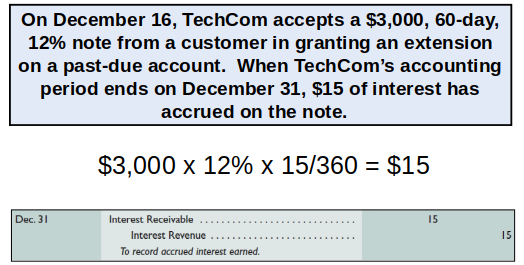 On December 16, TechCom accepts a $3,000, 60-day,
12% note from a customer in granting an extension
on a past-due account.  When TechCom's accounting
period ends on December 31, $15 of interest has
accrued on the note.
$3,000 x 12% x 15/360 = $15
Dec. 31 Interest Receivable .............................. 15
Interest Revenue .......................... 15
To record accrued interest earned.